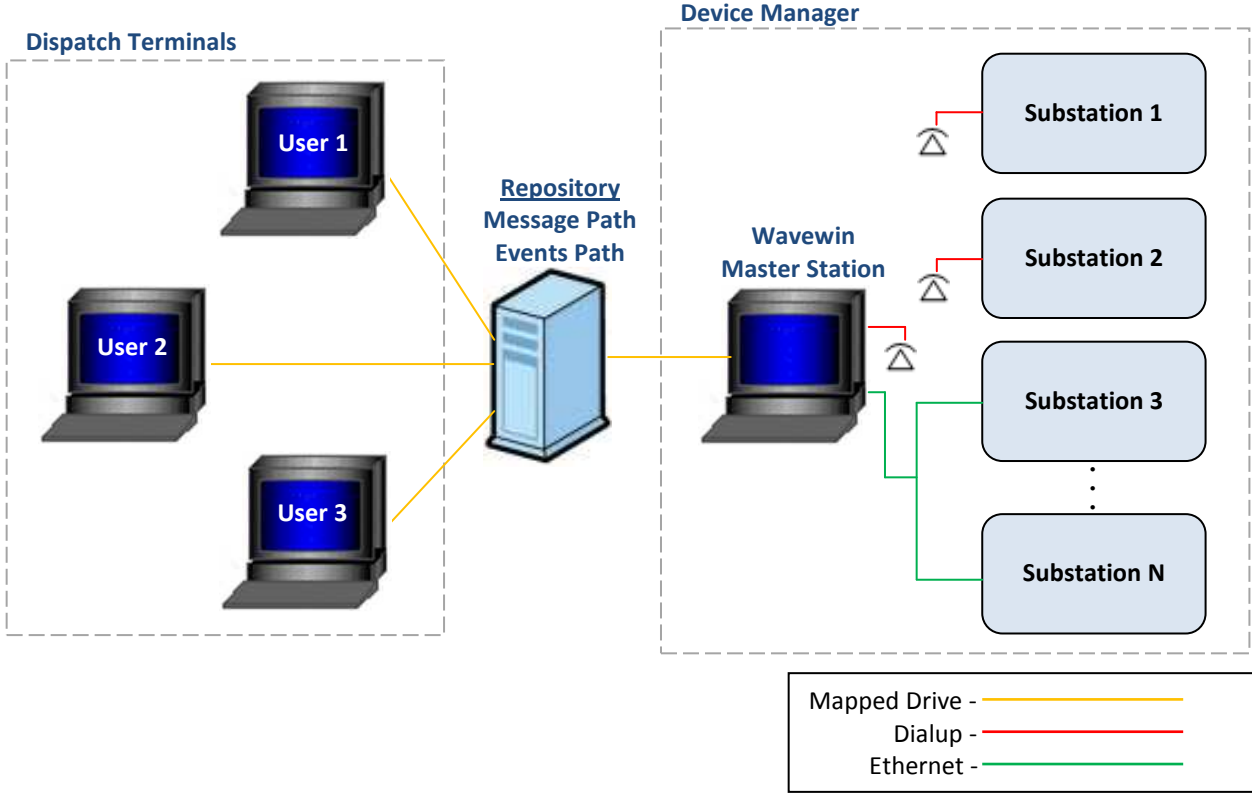 Device Manager
Dispatch Terminals
User 1
User 2
User 3
Repository
Message Path
Events Path
Wavewin
Master Station
Substation 1
Substation 2
Substation 3
Substation N
Mapped Drive -
Dialup -
Ethernet -